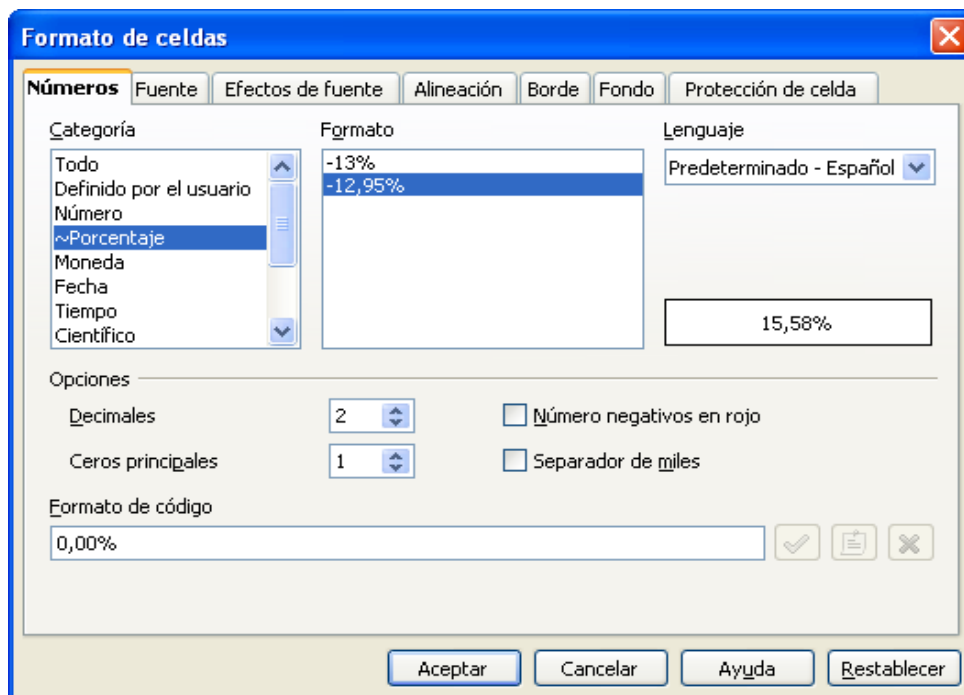 Formato de celdas
Números Fuente Efectos de fuente Alineación Borde Fondo Protección de celda
Categoría Formato Lenguaje
Todo
Definido por el usuario
Número
~Porcentaje
Moneda
Fecha
Tiempo
Científico
-13%
-12,95%
Predeterminado - Español
15,58%
Opciones
Decimales 2 Número negativos en rojo
Ceros principales 1 Separador de miles
Formato de código
0,00%
Aceptar Cancelar Ayuda Restablecer